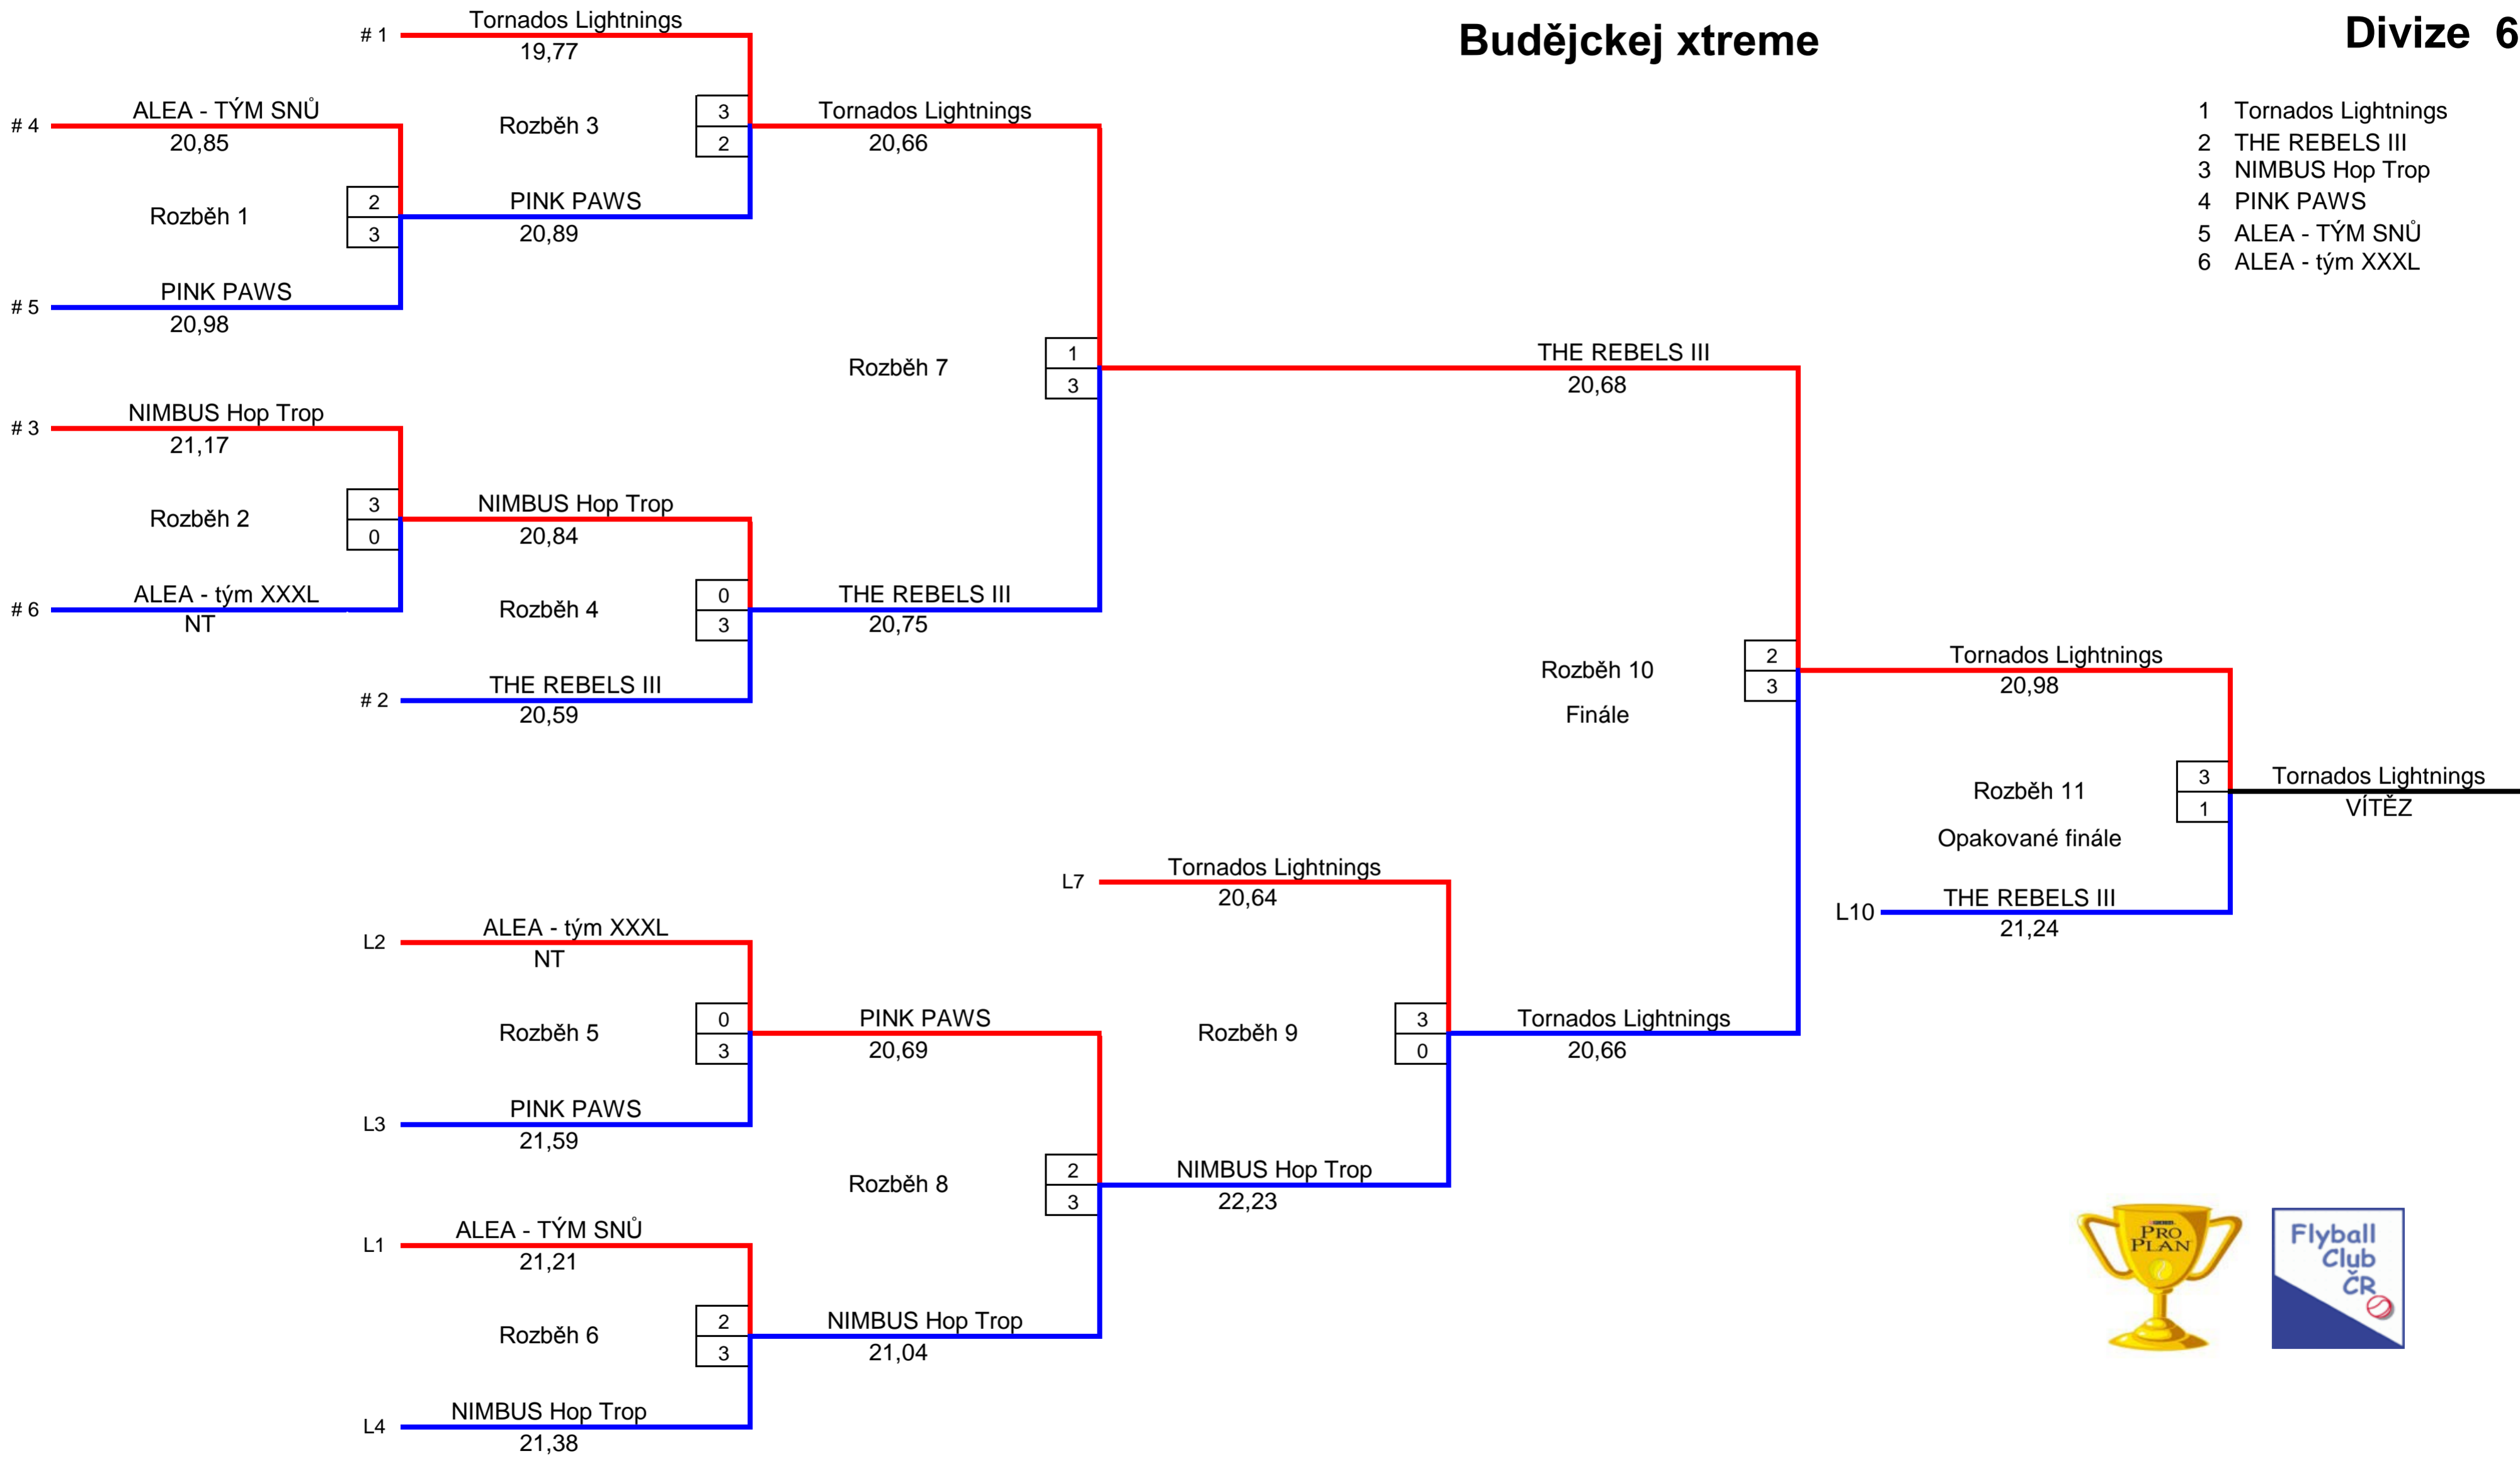 Budějckej xtreme
Divize 6
1 Tornados Lightnings
2 THE REBELS III
3 NIMBUS Hop Trop
4 PINK PAWS
5 ALEA - TÝM SNŮ
6 ALEA - tým XXXL
# 1
Tornados Lightnings
19,77
# 4
ALEA - TÝM SNŮ
20,85
Rozběh 3
3
2
Tornados Lightnings
20,66
Rozběh 1
2
3
PINK PAWS
20,89
# 5
PINK PAWS
20,98
Rozběh 7
1
3
THE REBELS III
20,68
# 3
NIMBUS Hop Trop
21,17
Rozběh 2
3
0
NIMBUS Hop Trop
20,84
# 6
ALEA - tým XXXL
NT
Rozběh 4
0
3
THE REBELS III
20,75
# 2
THE REBELS III
20,59
Rozběh 10
Finále
2
3
Tornados Lightnings
20,98
Rozběh 11
Opakované finále
3
1
Tornados Lightnings
VÍTĚZ
L10
THE REBELS III
21,24
L7
Tornados Lightnings
20,64
L2
ALEA - tým XXXL
NT
Rozběh 5
0
3
PINK PAWS
20,69
Rozběh 9
3
0
Tornados Lightnings
20,66
L3
PINK PAWS
21,59
Rozběh 8
2
3
NIMBUS Hop Trop
22,23
L1
ALEA - TÝM SNŮ
21,21
Rozběh 6
2
3
NIMBUS Hop Trop
21,04
L4
NIMBUS Hop Trop
21,38
PRO
PLAN
Flyball
Club
ČR